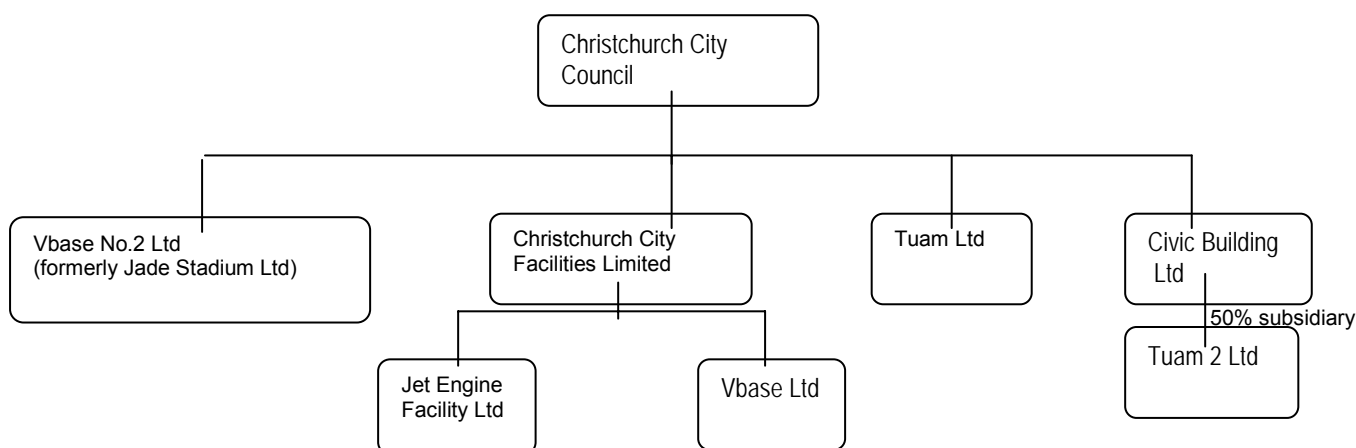 Christchurch City
Council
Vbase No.2 Ltd
(formerly Jade Stadium Ltd)
Christchurch City
Facilities Limited
Tuam Ltd
Civic Building
Ltd
50% subsidiary
Jet Engine
Facility Ltd
Vbase Ltd
Tuam 2 Ltd